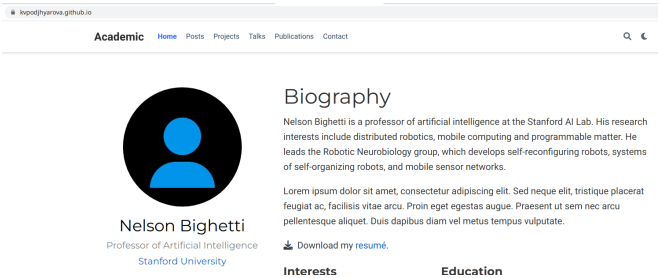 kvpodjhyarova.github.io
Academic Home Posts Projects Talks Publications Contact
Biography
Nelson Bighetti is a professor of artificial intelligence at the Stanford AI Lab. His research
interests include distributed robotics, mobile computing and programmable matter. He
leads the Robotic Neurobiology group, which develops self-reconfiguring robots, systems
of self-organizing robots, and mobile sensor networks.
Lorem ipsum dolor sit amet, consectetur adipiscing elit. Sed neque elit, tristique placerat
feugiat ac, facilisis vitae arcu. Proin eget egestas augue. Praesent ut sem nec arcu
pellentesque aliquet. Duis dapibus diam vel metus tempus vulputate.
Download my resumé.
Nelson Bighetti
Professor of Artificial Intelligence
Stanford University
Interests
Education